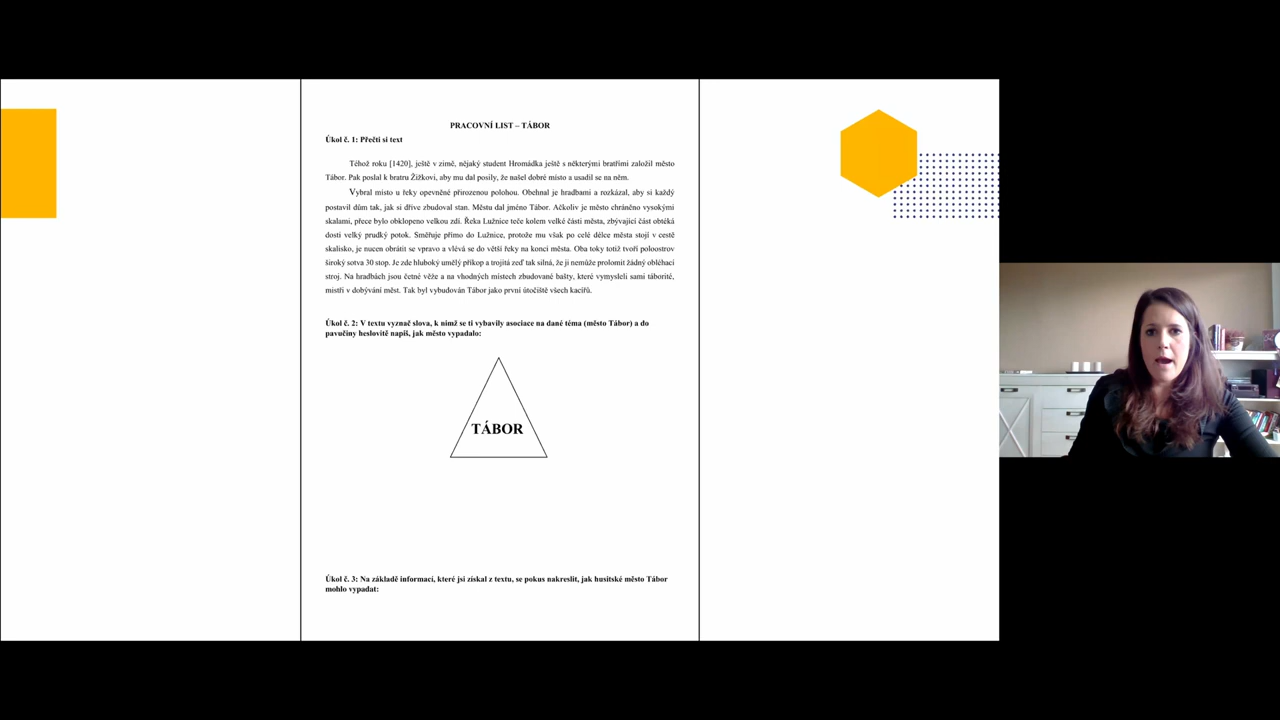 PRACOVNÍ LIST – TÁBOR
Úkol č. 1: Přečti si text
Téhož roku [1420], ještě v zimě, nějaký student Hromádka ještě s některými bratřími založil město
Tábor. Pak poslal k bratru Žižkovi, aby mu dal posily, že našel dobré místo a usadil se na něm.
Vybral místo u řeky opevněné přirozenou polohou. Obehnal je hradbami a rozkázal, aby si každý
postavil dům tak, jak si dříve zbudoval stan. Městu dal jméno Tábor. Ačkoliv je město chráněno vysokými
skalami, přece bylo obklopeno velkou zdí. Řeka Lužnice teče kolem velké části města, zbývající část obtéká
dosti velký prudký potok. Směřuje přímo do Lužnice, protože mu však po celé délce města stojí v cestě
skalisko, je nucen obrátit se vpravo a vlévá se do větší řeky na konci města. Oba toky totiž tvoří poloostrov
široký sotva 30 stop. Je zde hluboký umělý příkop a trojitá zeď tak silná, že ji nemůže prolomit žádný obléhací
stroj. Na hradbách jsou četné věže a na vhodných místech zbudované bašty, které vymysleli sami táborité,
mistři v dobývání měst. Tak byl vybudován Tábor jako první útočiště všech kacířů.
Úkol č. 2: V textu vyznač slova, k nimž se ti vybavily asociace na dané téma (město Tábor) a do
pavučiny heslovitě napiš, jak město vypadalo:
TÁBOR
Úkol č. 3: Na základě informací, které jsi získal z textu, se pokus nakreslit, jak husitské město Tábor
mohlo vypadat: